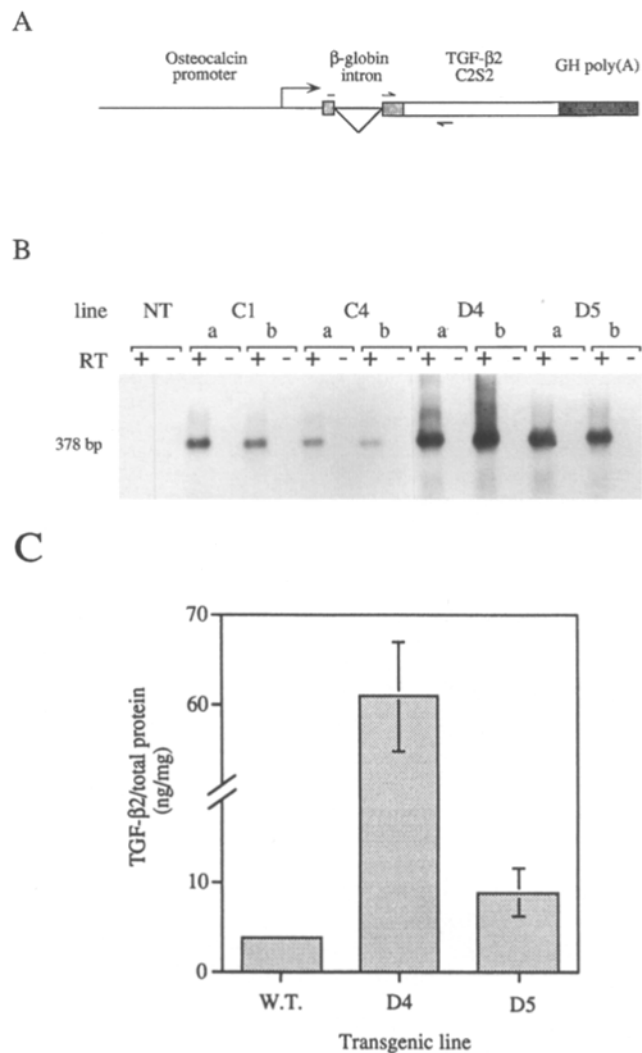 A
Osteocalcin promoter
β-globin intron
TGF-β2 C2S2
GH poly(A)
B
line NT C1 C4 D4 D5
a b a b a b a b
RT + - + - + - + - + - + - + - + - + -
378 bp
C
TGF-β2/total protein (ng/mg)
70
60
10
0
W.T. D4 D5
Transgenic line